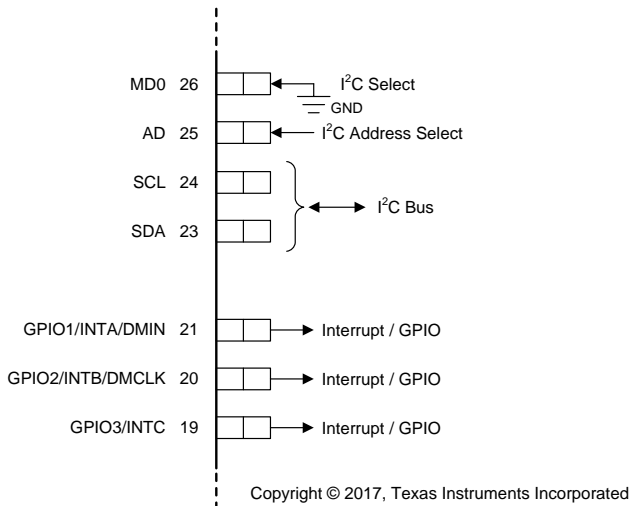 MD0 26 I²C Select
GND
AD 25 I²C Address Select
SCL 24
I²C Bus
SDA 23
GPIO1/INTA/DMIN 21 Interrupt / GPIO
GPIO2/INTB/DMCLK 20 Interrupt / GPIO
GPIO3/INTC 19 Interrupt / GPIO
Copyright © 2017, Texas Instruments Incorporated